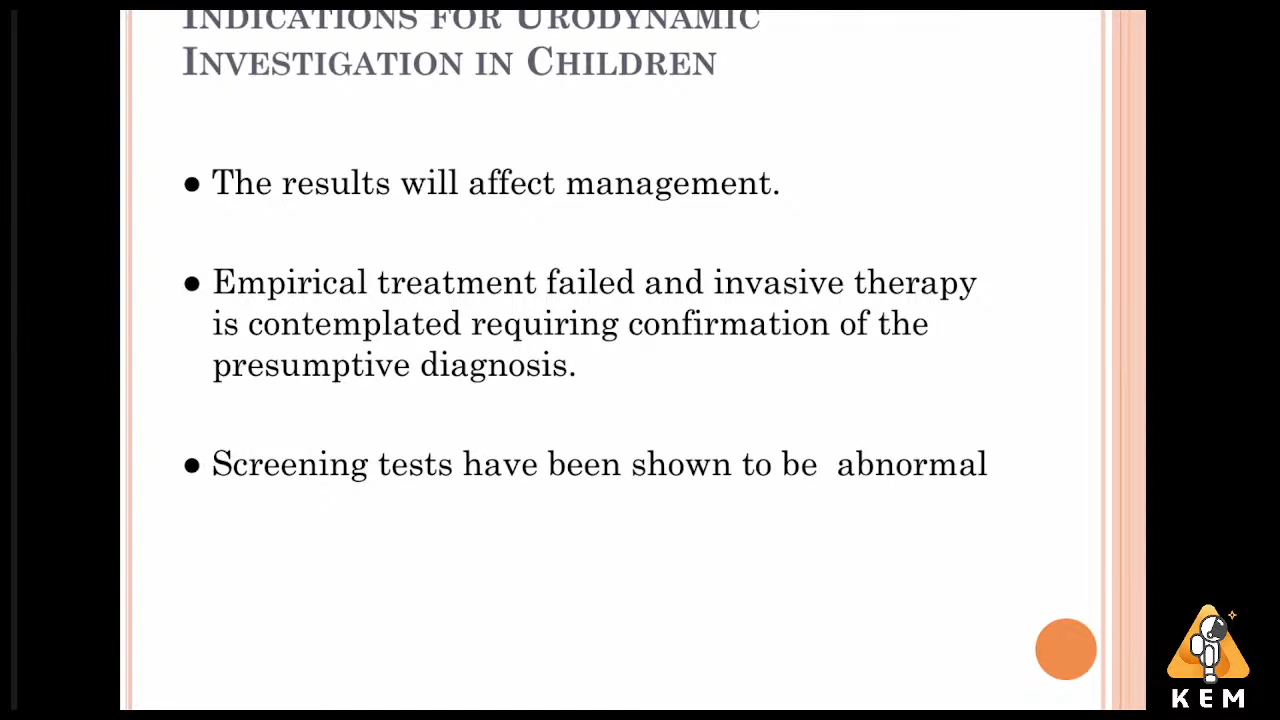 INDICATIONS FOR URODYNAMIC
INVESTIGATION IN CHILDREN
● The results will affect management.
● Empirical treatment failed and invasive therapy
is contemplated requiring confirmation of the
presumptive diagnosis.
● Screening tests have been shown to be  abnormal
KEM